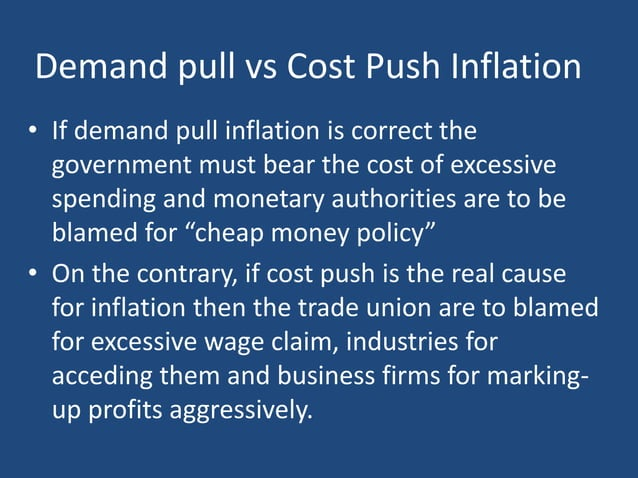 Demand pull vs Cost Push Inflation
• If demand pull inflation is correct the
government must bear the cost of excessive
spending and monetary authorities are to be
blamed for “cheap money policy”
• On the contrary, if cost push is the real cause
for inflation then the trade union are to blamed
for excessive wage claim, industries for
acceding them and business firms for marking-
up profits aggressively.